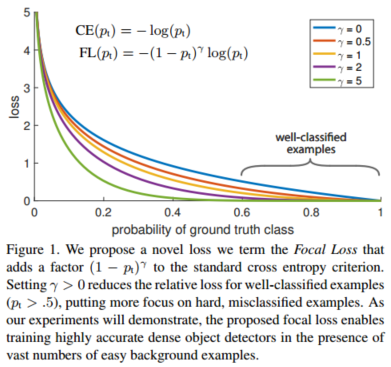 5
4
3
2
1
0
loss
CE(pₜ) = − log(pₜ)
FL(pₜ) = −(1 − pₜ)^γ log(pₜ)
γ = 0
γ = 0.5
γ = 1
γ = 2
γ = 5
well-classified
examples
0 0.2 0.4 0.6 0.8 1
probability of ground truth class
Figure 1. We propose a novel loss we term the Focal Loss that
adds a factor (1 − pₜ)^γ to the standard cross entropy criterion.
Setting γ > 0 reduces the relative loss for well-classified examples
(pₜ > .5), putting more focus on hard, misclassified examples. As
our experiments will demonstrate, the proposed focal loss enables
training highly accurate dense object detectors in the presence of
vast numbers of easy background examples.